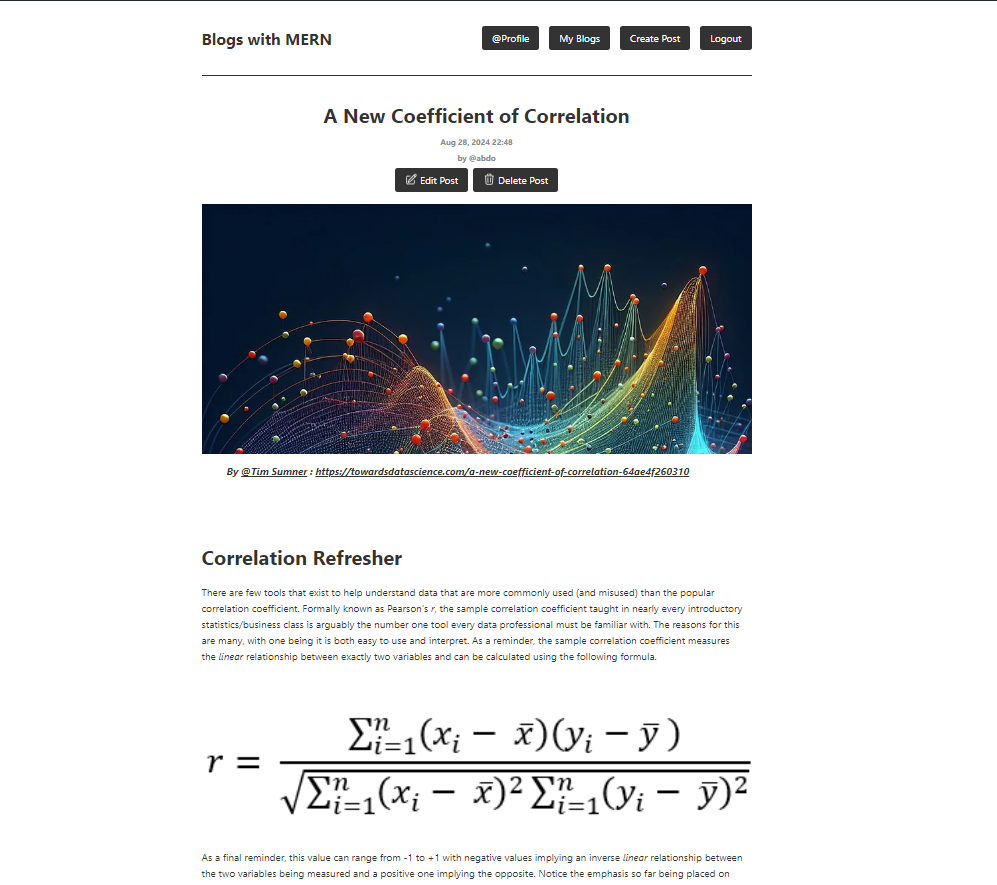 Blogs with MERN
@Profile
My Blogs
Create Post
Logout
A New Coefficient of Correlation
Aug 28, 2024 22:48
by @abdo
Edit Post
Delete Post
By @Tim Sumner : https://towardsdatascience.com/a-new-coefficient-of-correlation-64ae4f260310
Correlation Refresher
There are few tools that exist to help understand data that are more commonly used (and misused) than the popular
correlation coefficient. Formally known as Pearson's r, the sample correlation coefficient taught in nearly every introductory
statistics/business class is arguably the number one tool every data professional must be familiar with. The reasons for this
are many, with one being it is both easy to use and interpret. As a reminder, the sample correlation coefficient measures
the linear relationship between exactly two variables and can be calculated using the following formula.
r = \frac{\sum_{i=1}^{n}(x_i - \bar{x})(y_i - \bar{y})}{\sqrt{\sum_{i=1}^{n}(x_i - \bar{x})^2 \sum_{i=1}^{n}(y_i - \bar{y})^2}}
As a final reminder, this value can range from -1 to +1 with negative values implying an inverse linear relationship between
the two variables being measured and a positive one implying the opposite. Notice the emphasis so far being placed on